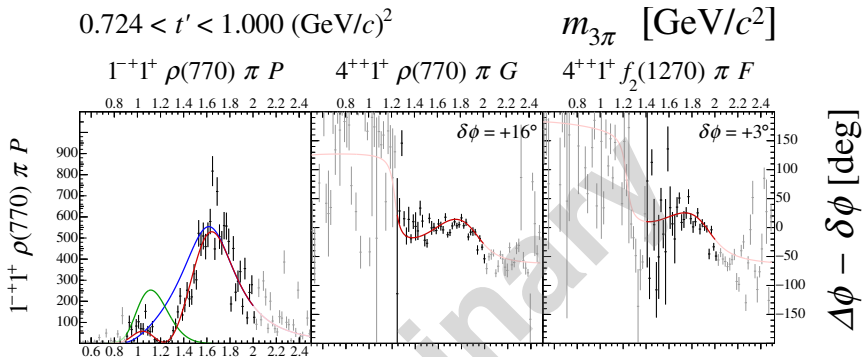 0.724 < t′ < 1.000 (GeV/c)²
m₃π [GeV/c²]
1⁻⁺1⁺ ρ(770) π P
4⁺⁺1⁺ ρ(770) π G
4⁺⁺1⁺ f₂(1270) π F
0.8 1 1.2 1.4 1.6 1.8 2 2.2 2.4
0.8 1 1.2 1.4 1.6 1.8 2 2.2 2.4
0.8 1 1.2 1.4 1.6 1.8 2 2.2 2.4
1⁻⁺1⁺ ρ(770) π P
900
800
700
600
500
400
300
200
100
δϕ = +16°
δϕ = +3°
150
100
50
0
−50
−100
−150
Δϕ − δϕ [deg]
0.5 0.6 0.8 1 1.2 1.4 1.6 1.8 2 2.2 2.4
inary